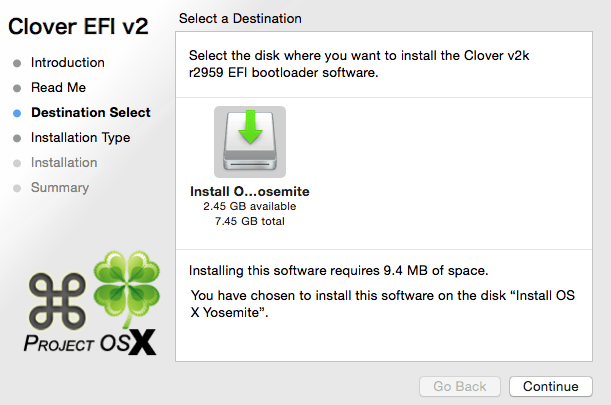 Select a Destination
Clover EFI v2
Introduction
Read Me
Destination Select
Installation Type
Installation
Summary
PROJECT OSX
Select the disk where you want to install the Clover v2k
r2959 EFI bootloader software.
Install O...osemite
2.45 GB available
7.45 GB total
Installing this software requires 9.4 MB of space.
You have chosen to install this software on the disk “Install OS
X Yosemite”.
Go Back
Continue